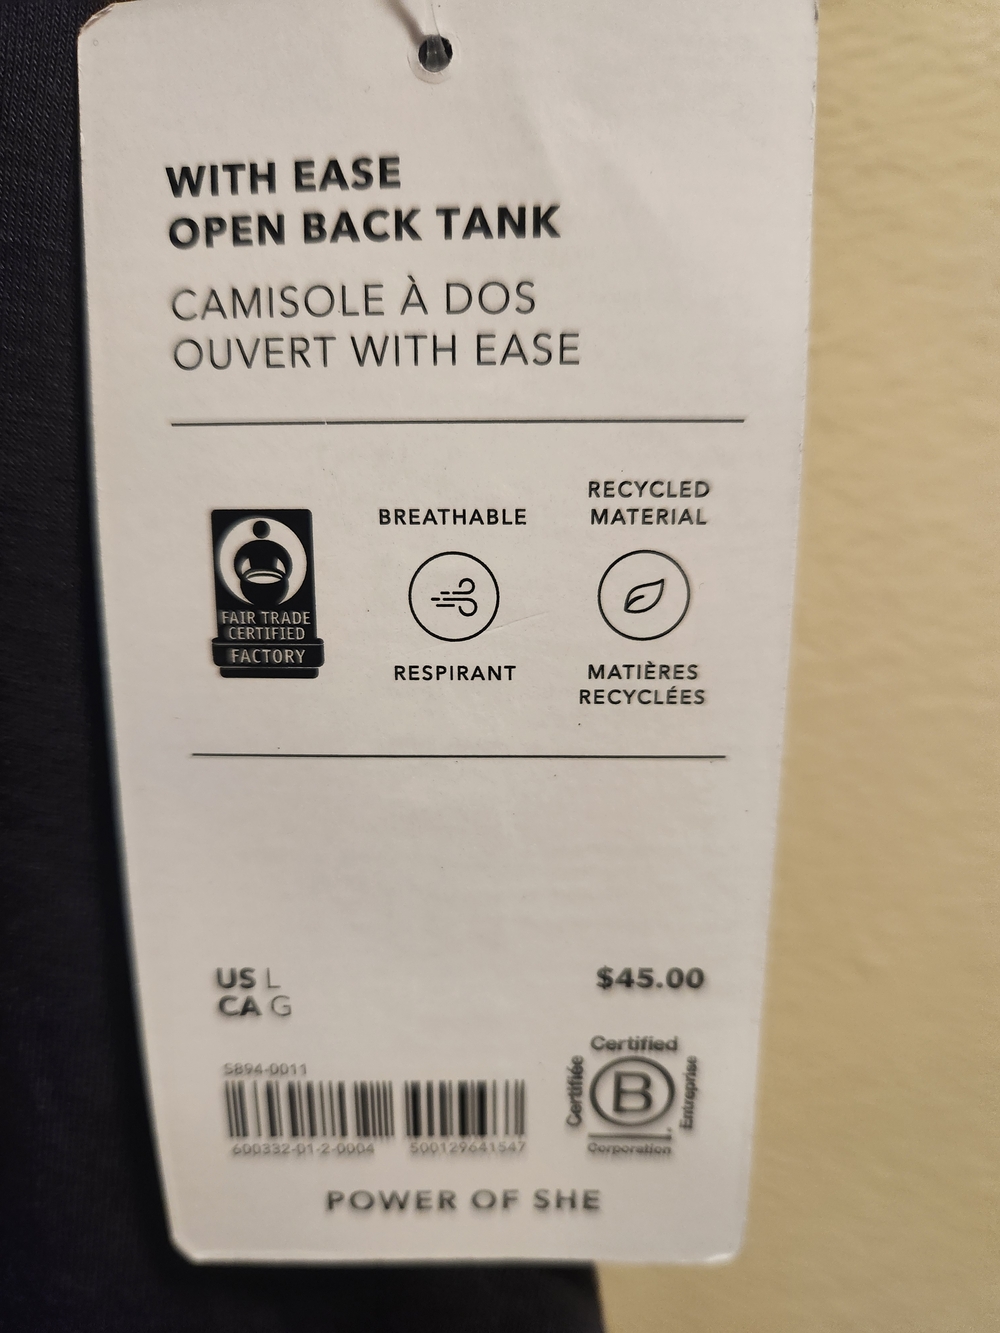 WITH EASE
OPEN BACK TANK
CAMISOLE À DOS
OUVERT WITH EASE
FAIR TRADE
CERTIFIED
FACTORY
BREATHABLE
RESPIRANT
RECYCLED
MATERIAL
MATIÈRES
RECYCLÉES
US L
CA G
$45.00
S894-0011
600332-01-2-0004 500129641547
Certified
Certifiée
B
Entreprise
Corporation
POWER OF SHE